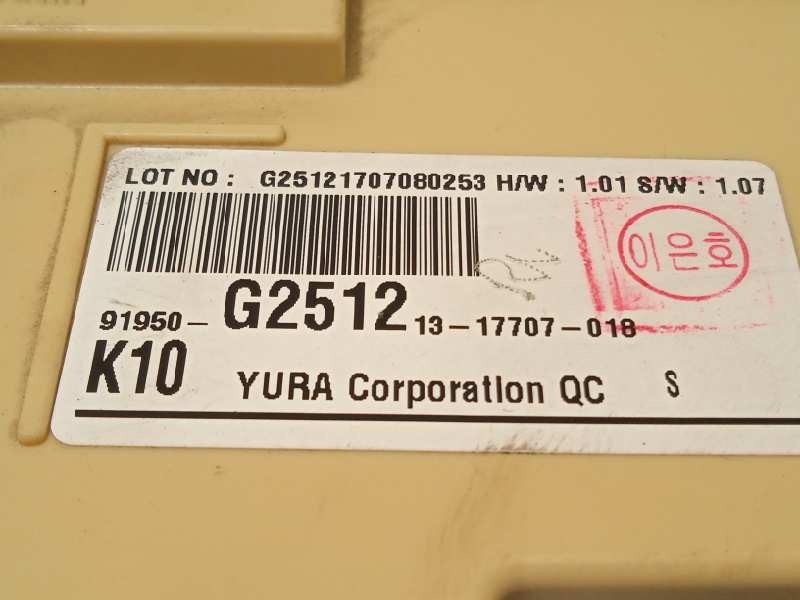 LOT NO : G25121707080253 H/W : 1.01 S/W : 1.07
이은호
91950-G2512 13-17707-018
K10 YURA Corporation QC S